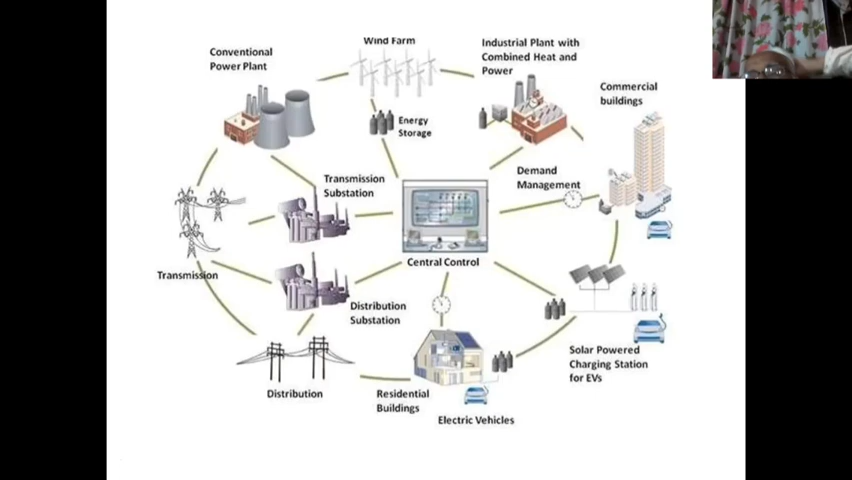 Conventional
Power Plant
Wind Farm
Industrial Plant with
Combined Heat and
Power
Commercial
buildings
Energy
Storage
Transmission
Substation
Demand
Management
Transmission
Central Control
Distribution
Substation
Distribution
Residential
Buildings
Electric Vehicles
Solar Powered
Charging Station
for EVs